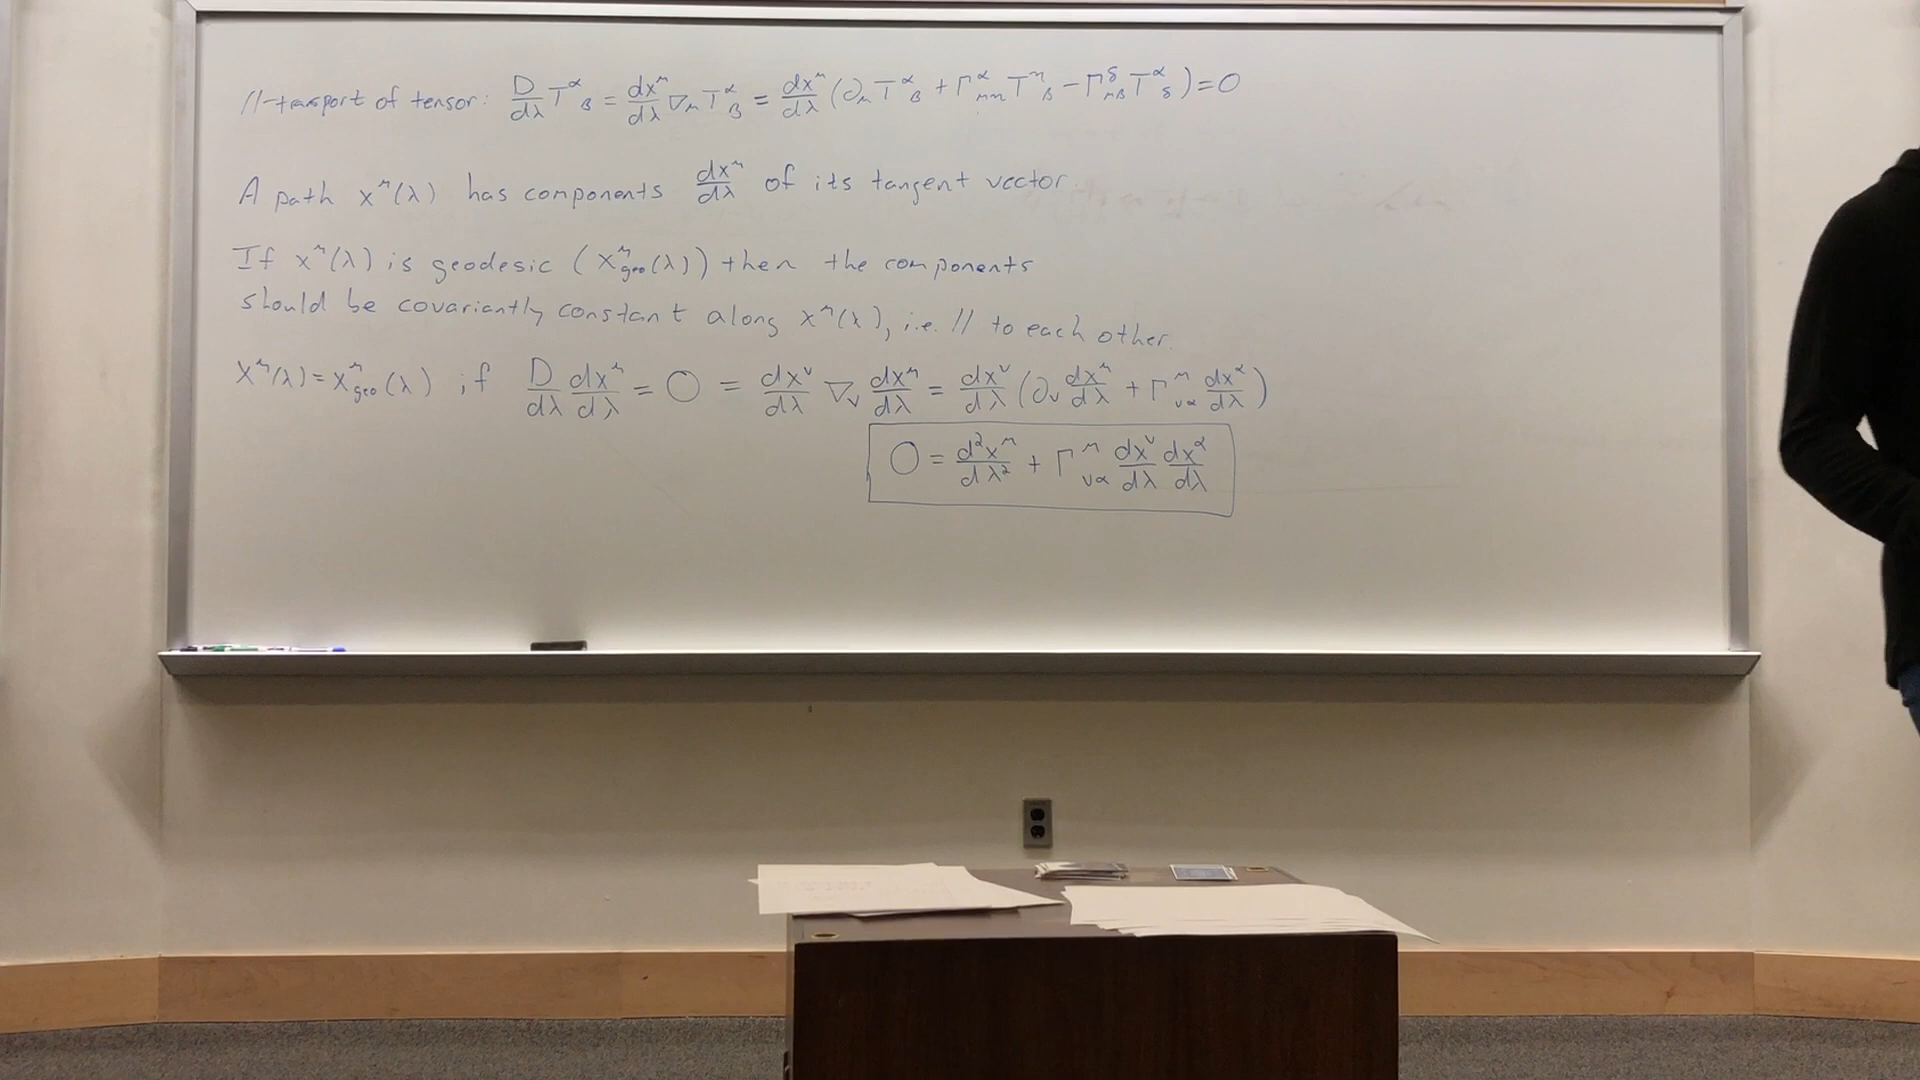 //-transport of tensor: D/dλ T^α_β = dx^μ/dλ ∇_μ T^α_β = dx^μ/dλ (∂_μ T^α_β + Γ^α_μη T^η_β - Γ^δ_μβ T^α_δ) = 0
A path x^μ(λ) has components dx^μ/dλ of its tangent vector.
If x^μ(λ) is geodesic (x^μ_geo(λ)) then the components
should be covariantly constant along x^μ(λ), i.e. // to each other.
x^μ(λ) = x^μ_geo(λ) if D/dλ dx^μ/dλ = 0 = dx^ν/dλ ∇_ν dx^μ/dλ = dx^ν/dλ (∂_ν dx^μ/dλ + Γ^μ_να dx^α/dλ)
0 = d²x^μ/dλ² + Γ^μ_να dx^ν/dλ dx^α/dλ